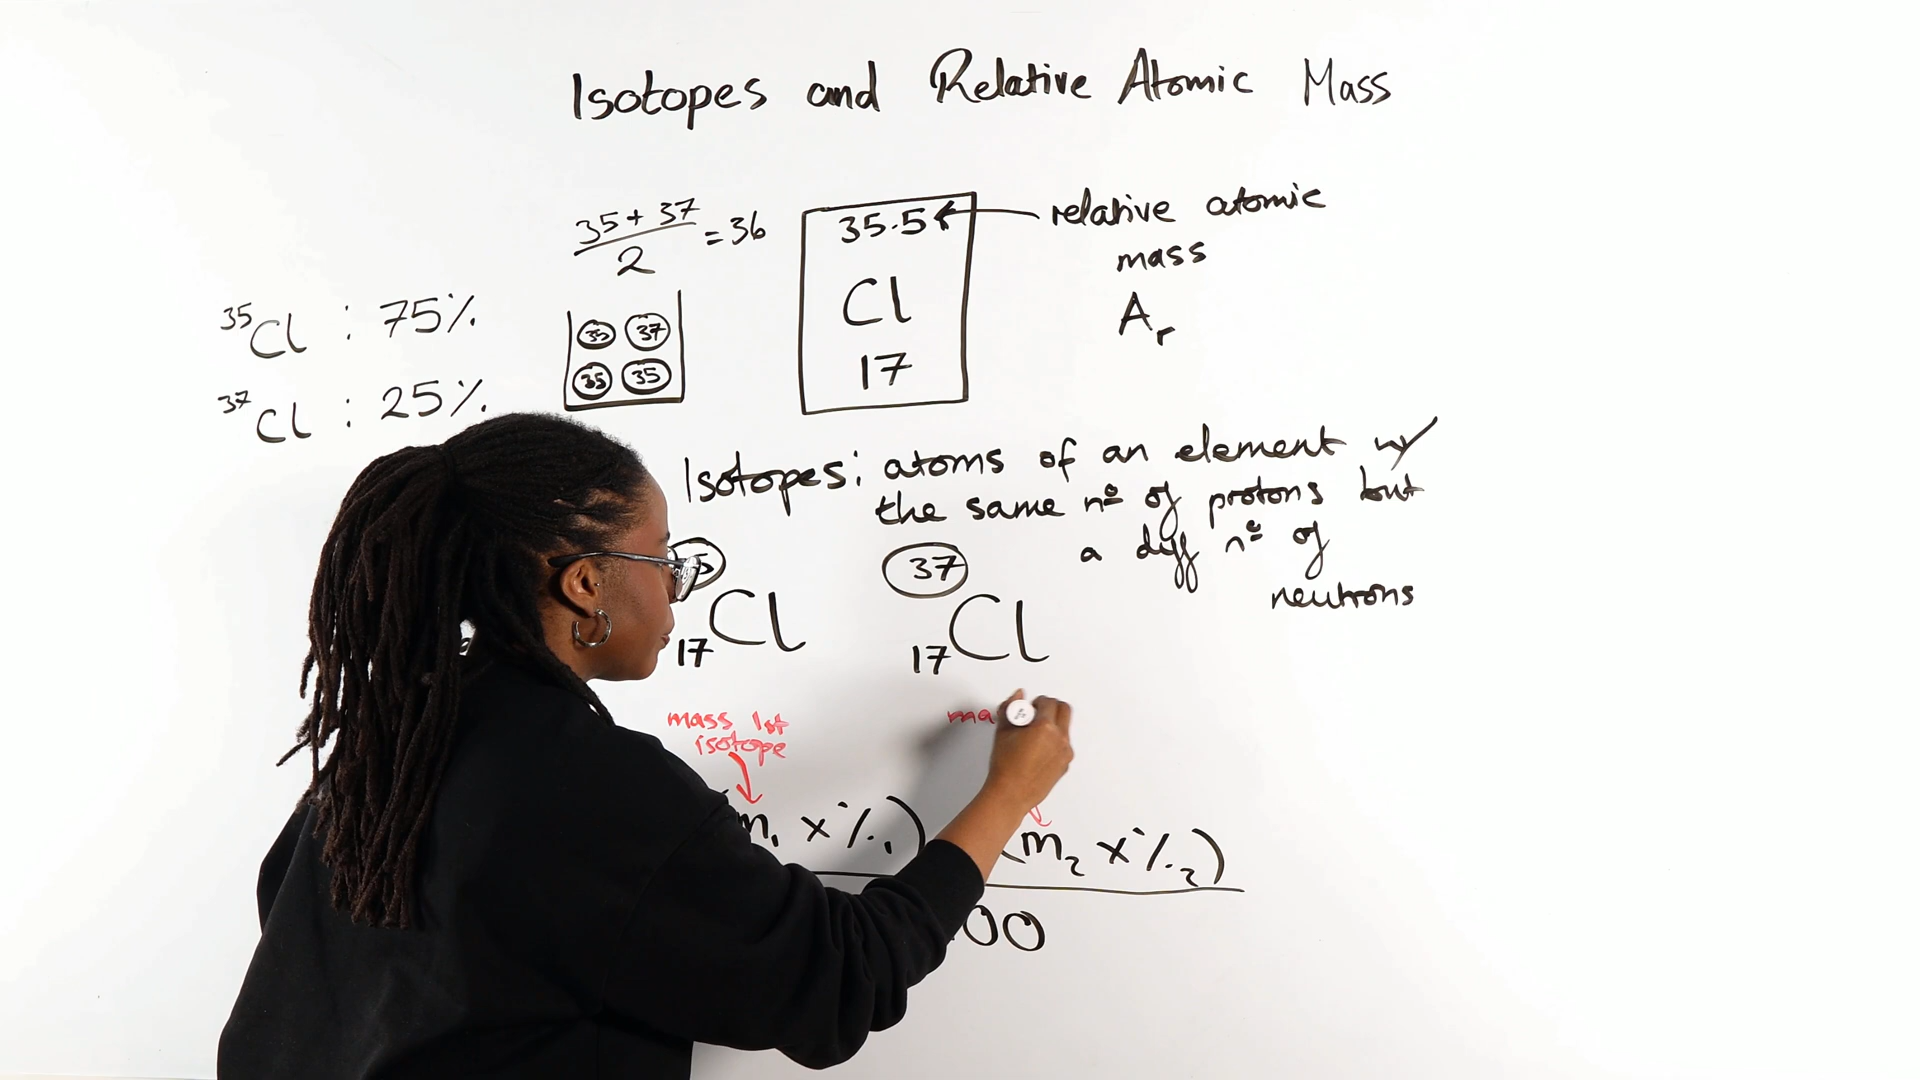 Isotopes and Relative Atomic Mass
35 + 37
2
= 36
35.5
Cl
17
relative atomic
mass
Ar
35Cl : 75%
37Cl : 25%
35 37
35 35
Isotopes: atoms of an element w/
the same nº of protons but
a diff nº of
neutrons
37
17Cl
17Cl
mass 1st
isotope
m1 x %1)
(m2 x %2)